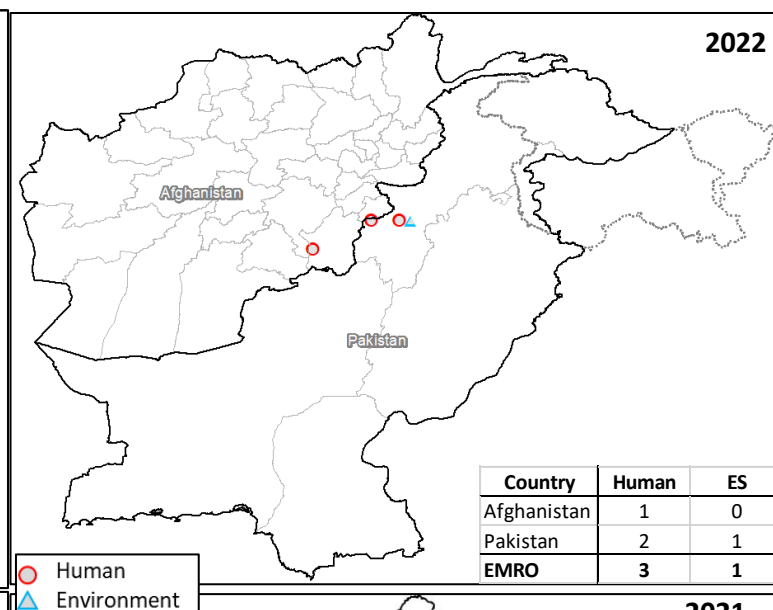 2022
Afghanistan
Pakistan
Country Human ES
Afghanistan 1 0
Pakistan 2 1
EMRO 3 1
Human
Environment
2021